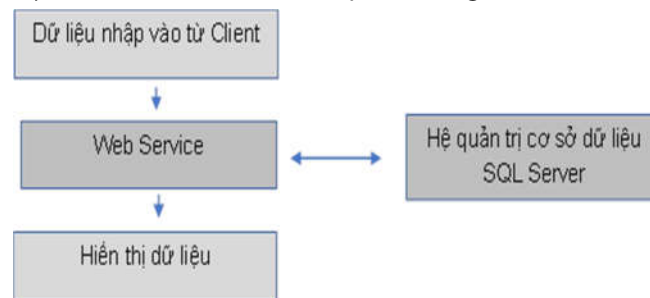 Dữ liệu nhập vào từ Client
Web Service
Hệ quản trị cơ sở dữ liệu
SQL Server
Hiển thị dữ liệu